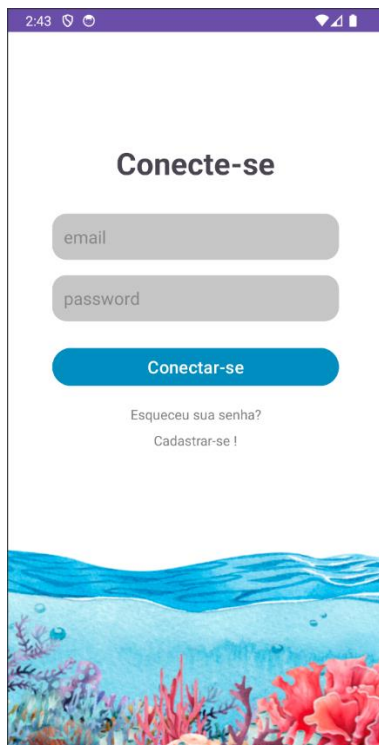 2:43
Conecte-se
email
password
Conectar-se
Esqueceu sua senha?
Cadastrar-se !